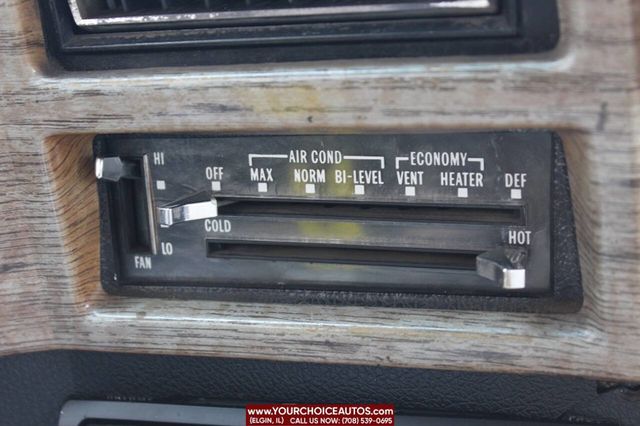 HI
AIR COND
ECONOMY
OFF MAX NORM BI-LEVEL VENT HEATER DEF
COLD HOT
LO
FAN
WWW.YOURCHOICEAUTOS.COM
(ELGIN, IL) CALL US NOW: (708) 539-0695